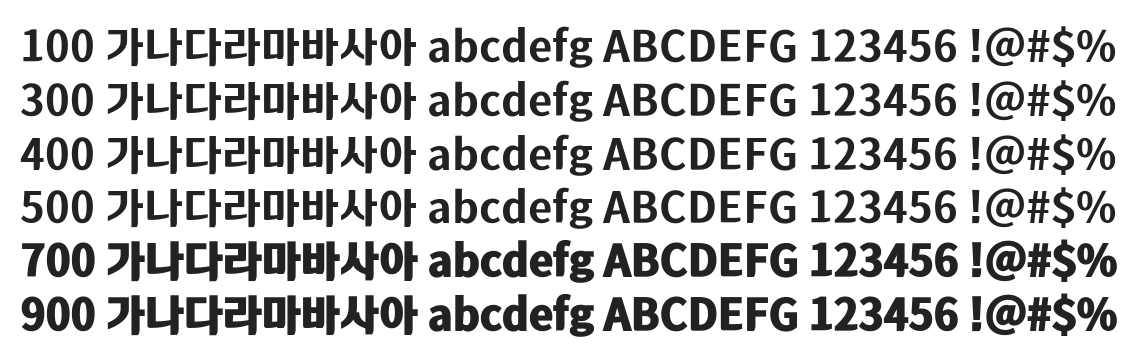 100 가나다라마바사아 abcdefg ABCDEFG 123456 !@#$%
300 가나다라마바사아 abcdefg ABCDEFG 123456 !@#$%
400 가나다라마바사아 abcdefg ABCDEFG 123456 !@#$%
500 가나다라마바사아 abcdefg ABCDEFG 123456 !@#$%
700 가나다라마바사아 abcdefg ABCDEFG 123456 !@#$%
900 가나다라마바사아 abcdefg ABCDEFG 123456 !@#$%